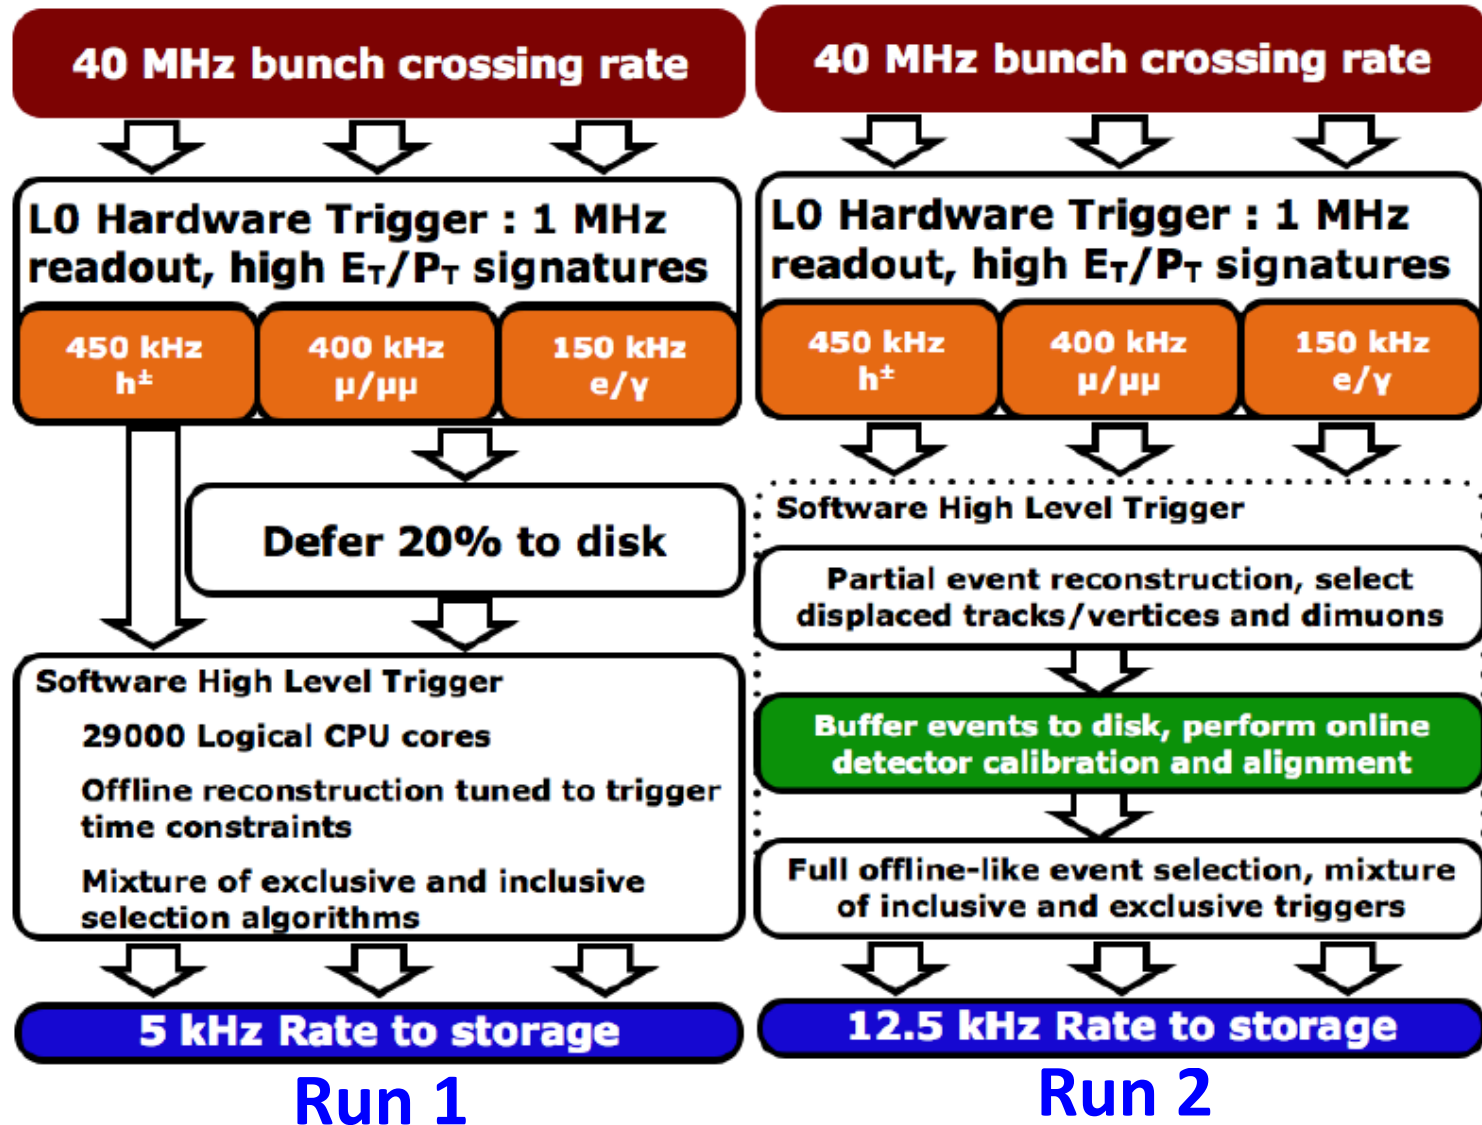 40 MHz bunch crossing rate
L0 Hardware Trigger : 1 MHz
readout, high E_T/P_T signatures
450 kHz
h±
400 kHz
μ/μμ
150 kHz
e/γ
Defer 20% to disk
Software High Level Trigger
29000 Logical CPU cores
Offline reconstruction tuned to trigger
time constraints
Mixture of exclusive and inclusive
selection algorithms
5 kHz Rate to storage
Run 1
40 MHz bunch crossing rate
L0 Hardware Trigger : 1 MHz
readout, high E_T/P_T signatures
450 kHz
h±
400 kHz
μ/μμ
150 kHz
e/γ
Software High Level Trigger
Partial event reconstruction, select
displaced tracks/vertices and dimuons
Buffer events to disk, perform online
detector calibration and alignment
Full offline-like event selection, mixture
of inclusive and exclusive triggers
12.5 kHz Rate to storage
Run 2